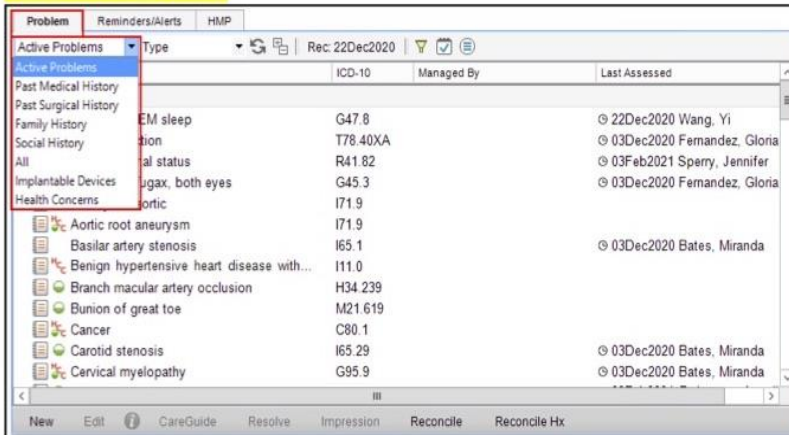 Problem Reminders/Alerts HMP
Active Problems Type Rec: 22Dec2020
Active Problems ICD-10 Managed By Last Assessed
Past Medical History
Past Surgical History
Family History EM sleep G47.8 22Dec2020 Wang, Yi
Social History tion T78.40XA 03Dec2020 Fernandez, Gloria
All al status R41.82 03Feb2021 Sperry, Jennifer
Implantable Devices ugax, both eyes G45.3 03Dec2020 Fernandez, Gloria
Health Concerns ortic I71.9
Aortic root aneurysm I71.9
Basilar artery stenosis I65.1 03Dec2020 Bates, Miranda
Benign hypertensive heart disease with... I11.0
Branch macular artery occlusion H34.239
Bunion of great toe M21.619
Cancer C80.1
Carotid stenosis I65.29 03Dec2020 Bates, Miranda
Cervical myelopathy G95.9 03Dec2020 Bates, Miranda
New Edit CareGuide Resolve Impression Reconcile Reconcile Hx